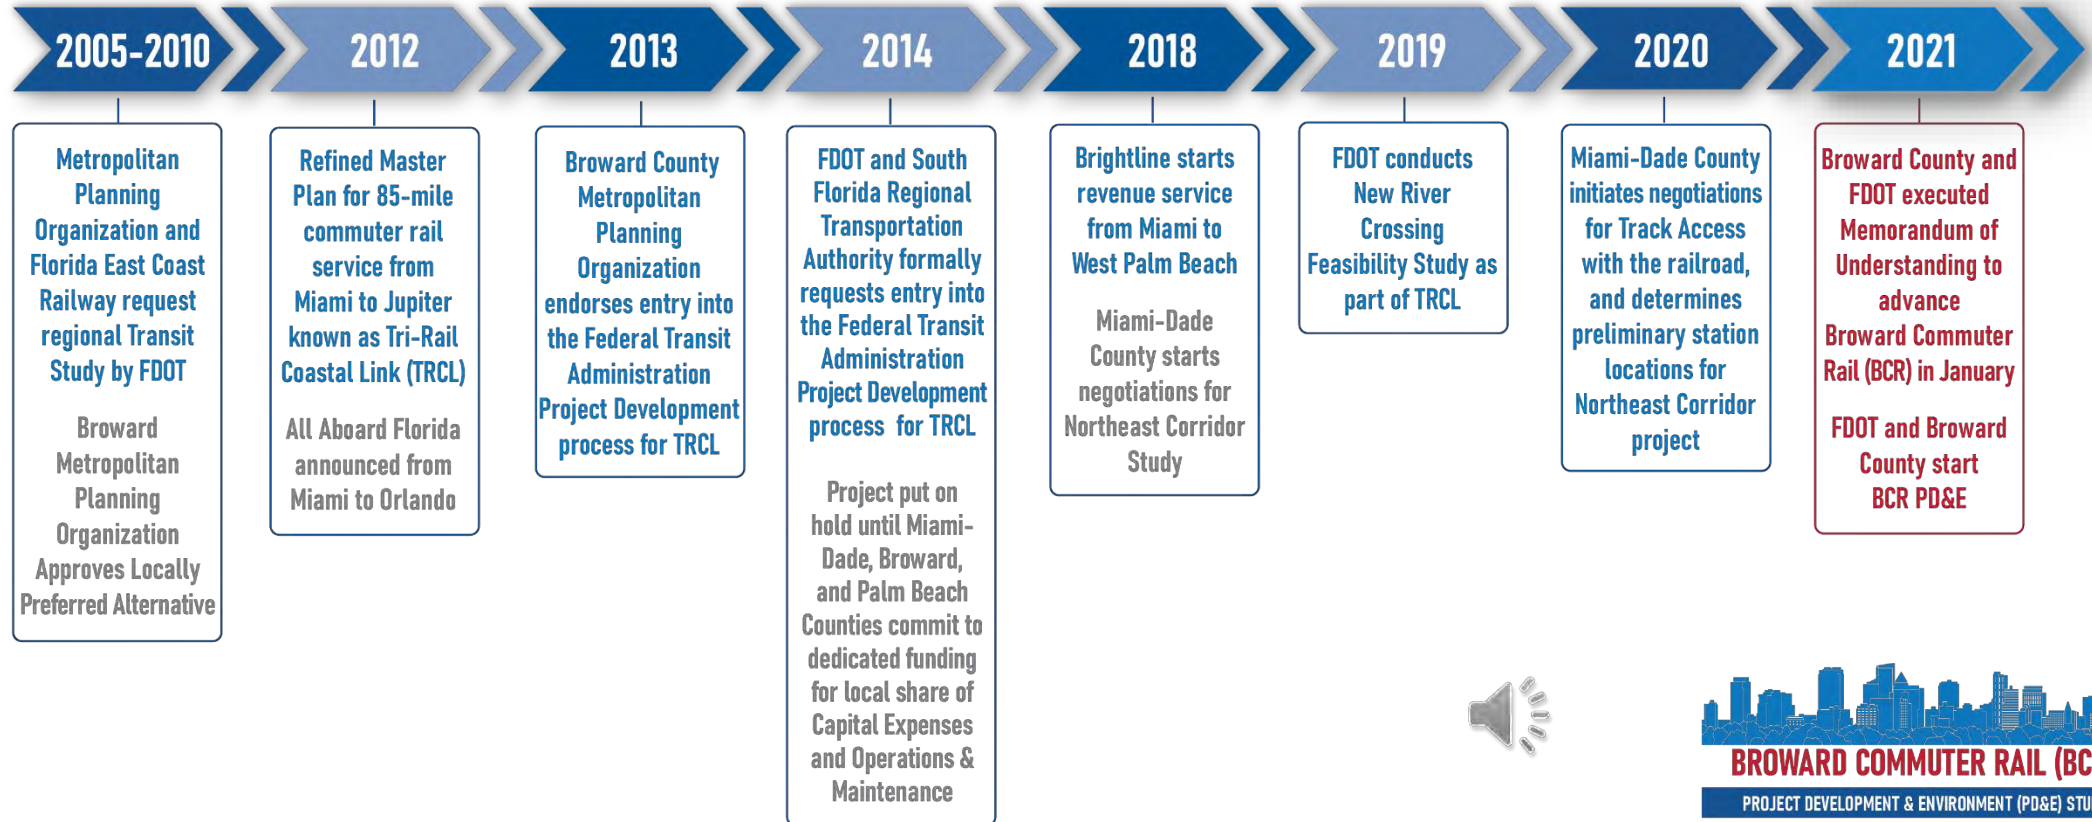 2005-2010
Metropolitan
Planning
Organization and
Florida East Coast
Railway request
regional Transit
Study by FDOT
Broward
Metropolitan
Planning
Organization
Approves Locally
Preferred Alternative
2012
Refined Master
Plan for 85-mile
commuter rail
service from
Miami to Jupiter
known as Tri-Rail
Coastal Link (TRCL)
All Aboard Florida
announced from
Miami to Orlando
2013
Broward County
Metropolitan
Planning
Organization
endorses entry into
the Federal Transit
Administration
Project Development
process for TRCL
2014
FDOT and South
Florida Regional
Transportation
Authority formally
requests entry into
the Federal Transit
Administration
Project Development
process for TRCL
Project put on
hold until Miami-
Dade, Broward,
and Palm Beach
Counties commit to
dedicated funding
for local share of
Capital Expenses
and Operations &
Maintenance
2018
Brightline starts
revenue service
from Miami to
West Palm Beach
Miami-Dade
County starts
negotiations for
Northeast Corridor
Study
2019
FDOT conducts
New River
Crossing
Feasibility Study as
part of TRCL
2020
Miami-Dade County
initiates negotiations
for Track Access
with the railroad,
and determines
preliminary station
locations for
Northeast Corridor
project
2021
Broward County and
FDOT executed
Memorandum of
Understanding to
advance
Broward Commuter
Rail (BCR) in January
FDOT and Broward
County start
BCR PD&E
BROWARD COMMUTER RAIL (BC
PROJECT DEVELOPMENT & ENVIRONMENT (PD&E) STU